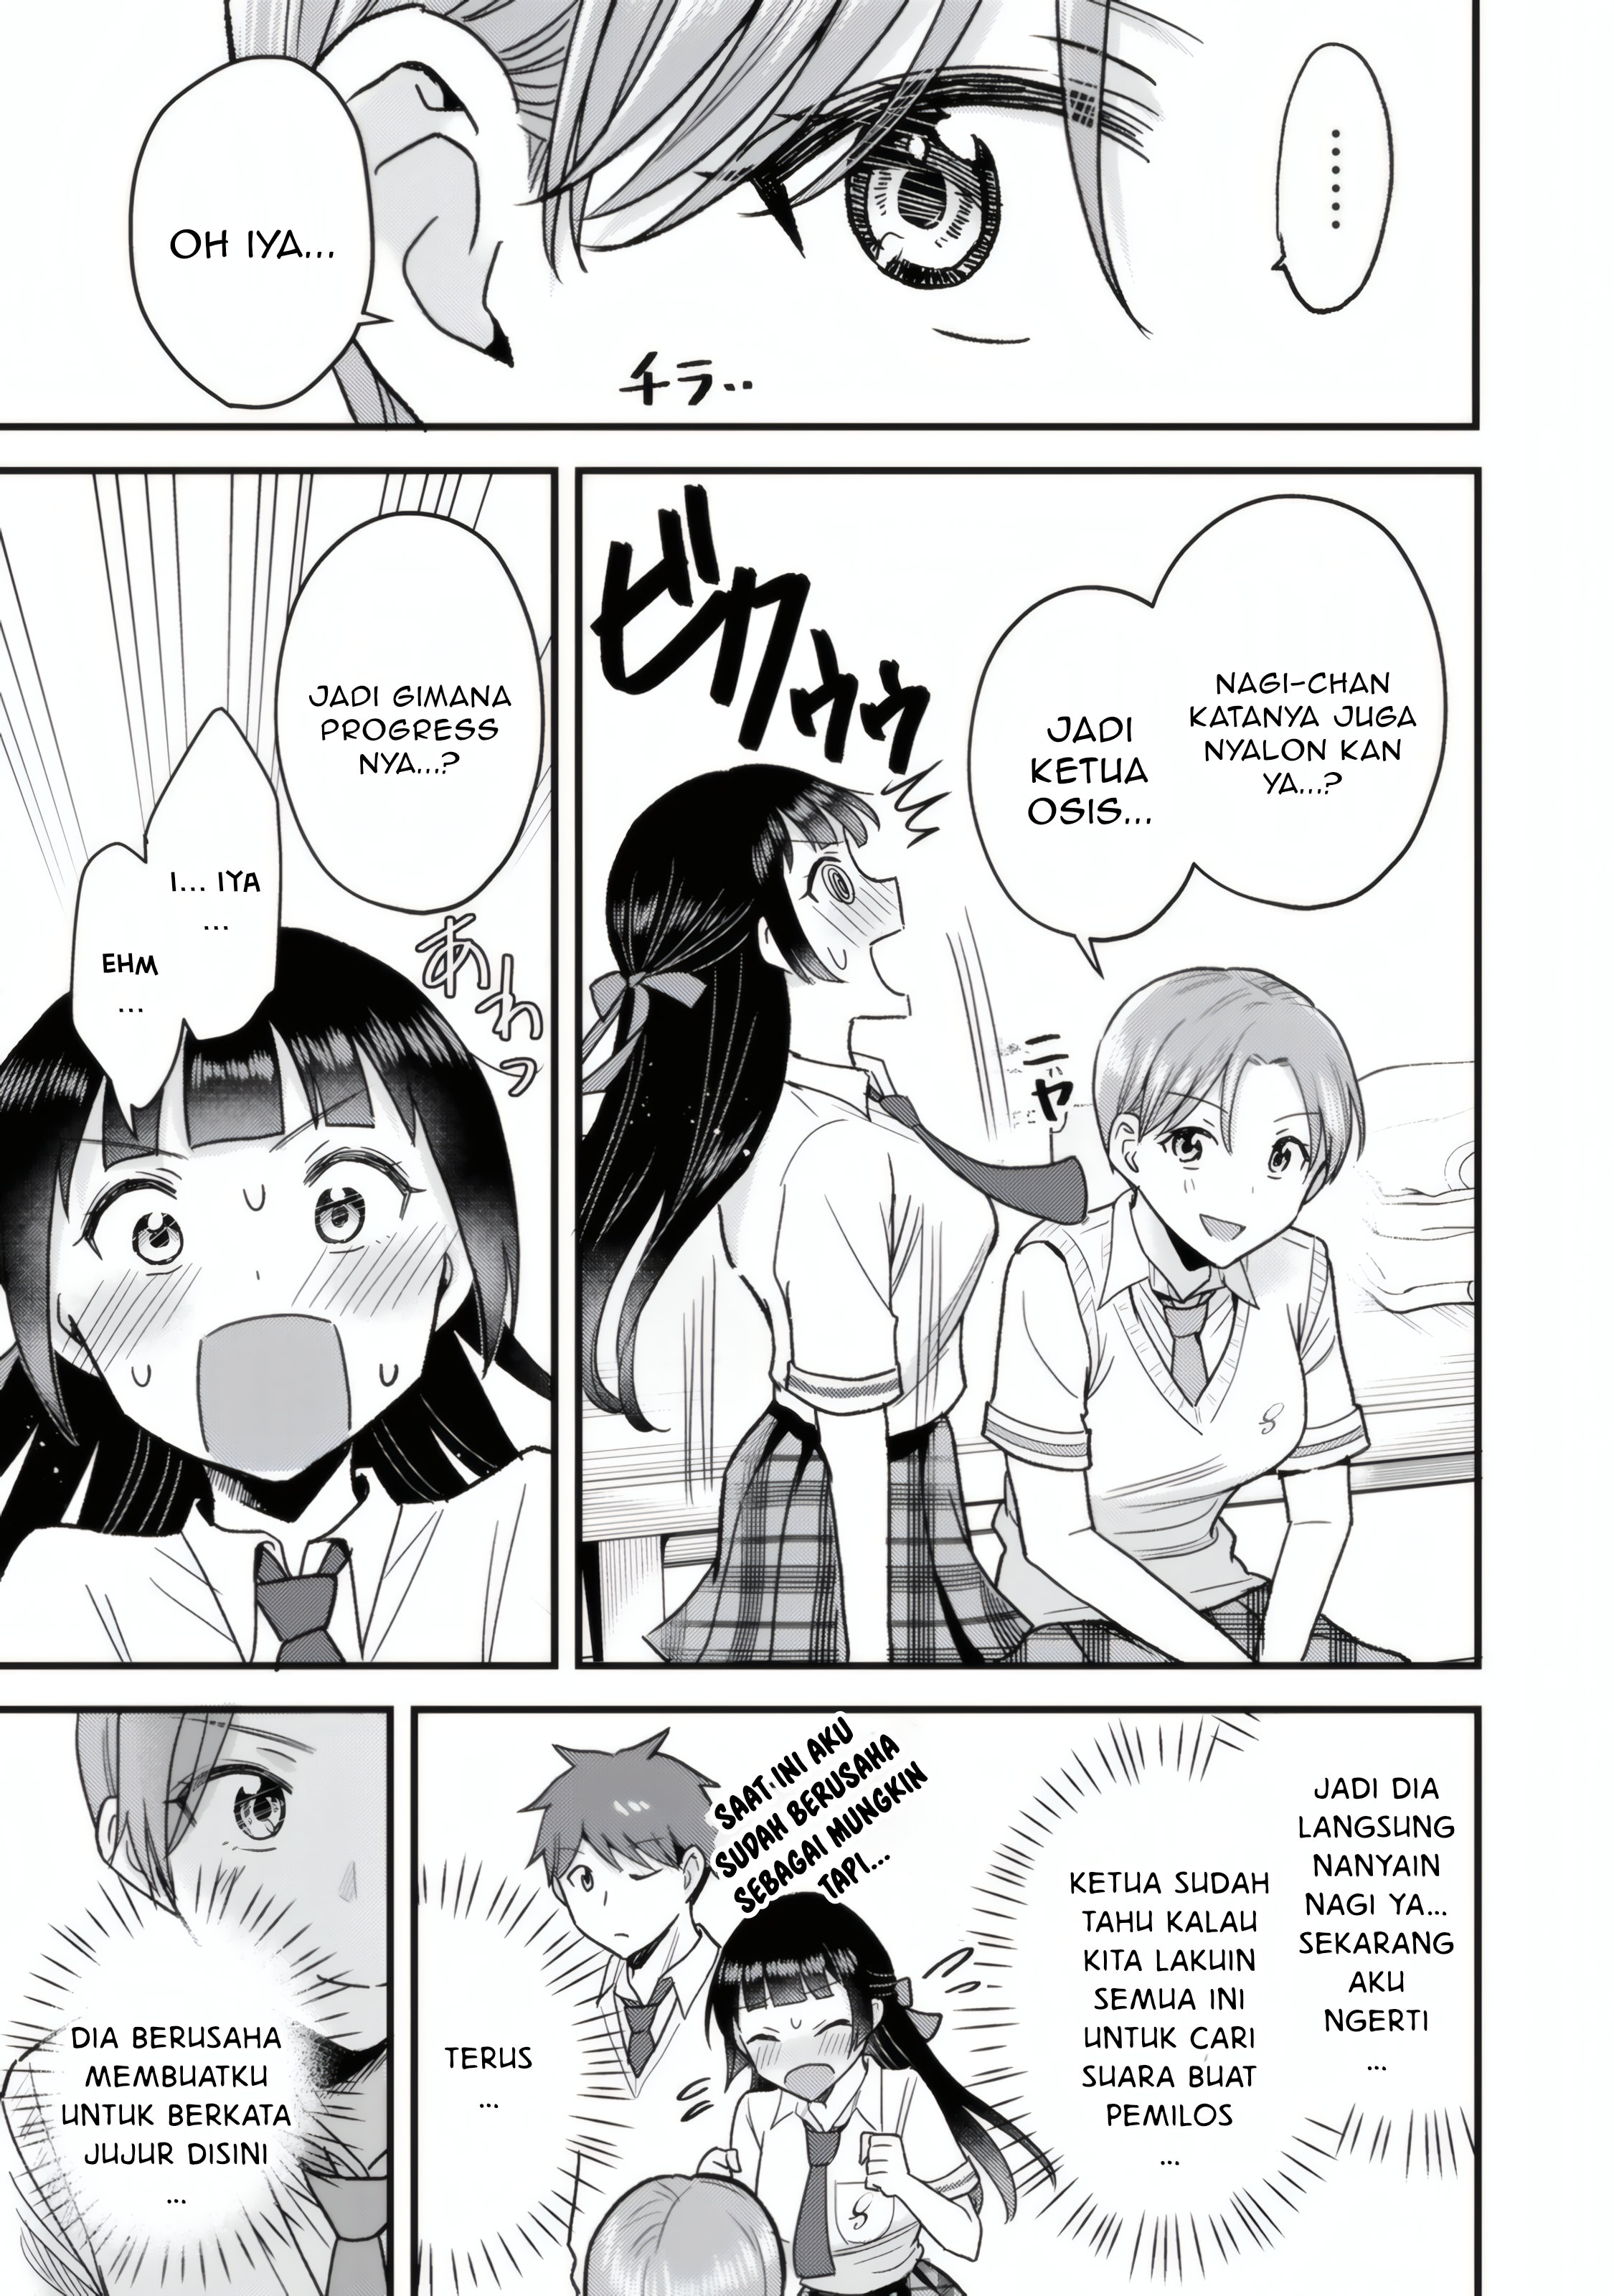 .......
チラ‥
OH IYA...
NAGI-CHAN
KATANYA JUGA
NYALON KAN
YA...?
JADI
KETUA
OSIS...
ビクゥゥ
ニャ
JADI GIMANA
PROGRESS
NYA...?
I... IYA
...
EHM
...
あわっ
JADI DIA
LANGSUNG
NANYAIN
NAGI YA...
SEKARANG
AKU
NGERTI
...
KETUA SUDAH
TAHU KALAU
KITA LAKUIN
SEMUA INI
UNTUK CARI
SUARA BUAT
PEMILOS
...
SAAT INI AKU
SUDAH BERUSAHA
SEBAGAI MUNGKIN
TAPI...
TERUS
...
DIA BERUSAHA
MEMBUATKU
UNTUK BERKATA
JUJUR DISINI
...